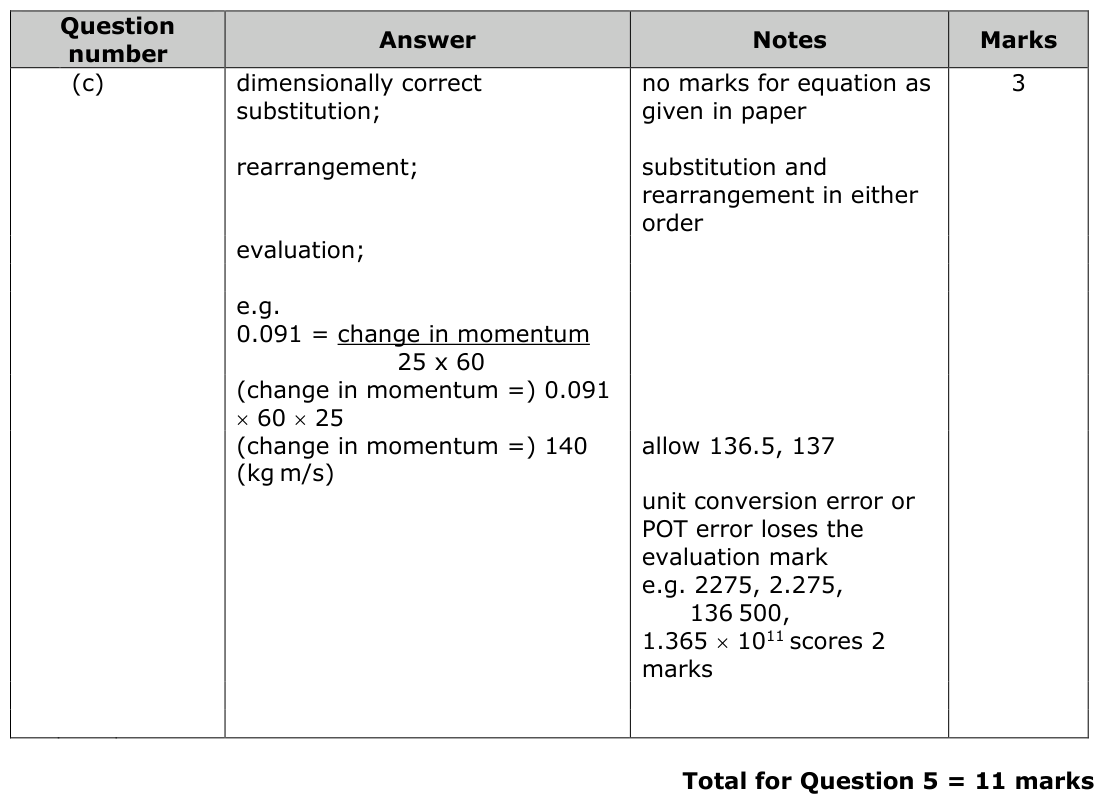 Question number
Answer
Notes
Marks
(c)
dimensionally correct
substitution;
rearrangement;
evaluation;
e.g.
0.091 = change in momentum
25 x 60
(change in momentum =) 0.091
× 60 × 25
(change in momentum =) 140
(kg m/s)
no marks for equation as
given in paper
substitution and
rearrangement in either
order
allow 136.5, 137
unit conversion error or
POT error loses the
evaluation mark
e.g. 2275, 2.275,
136 500,
1.365 × 10¹¹ scores 2
marks
3
Total for Question 5 = 11 marks